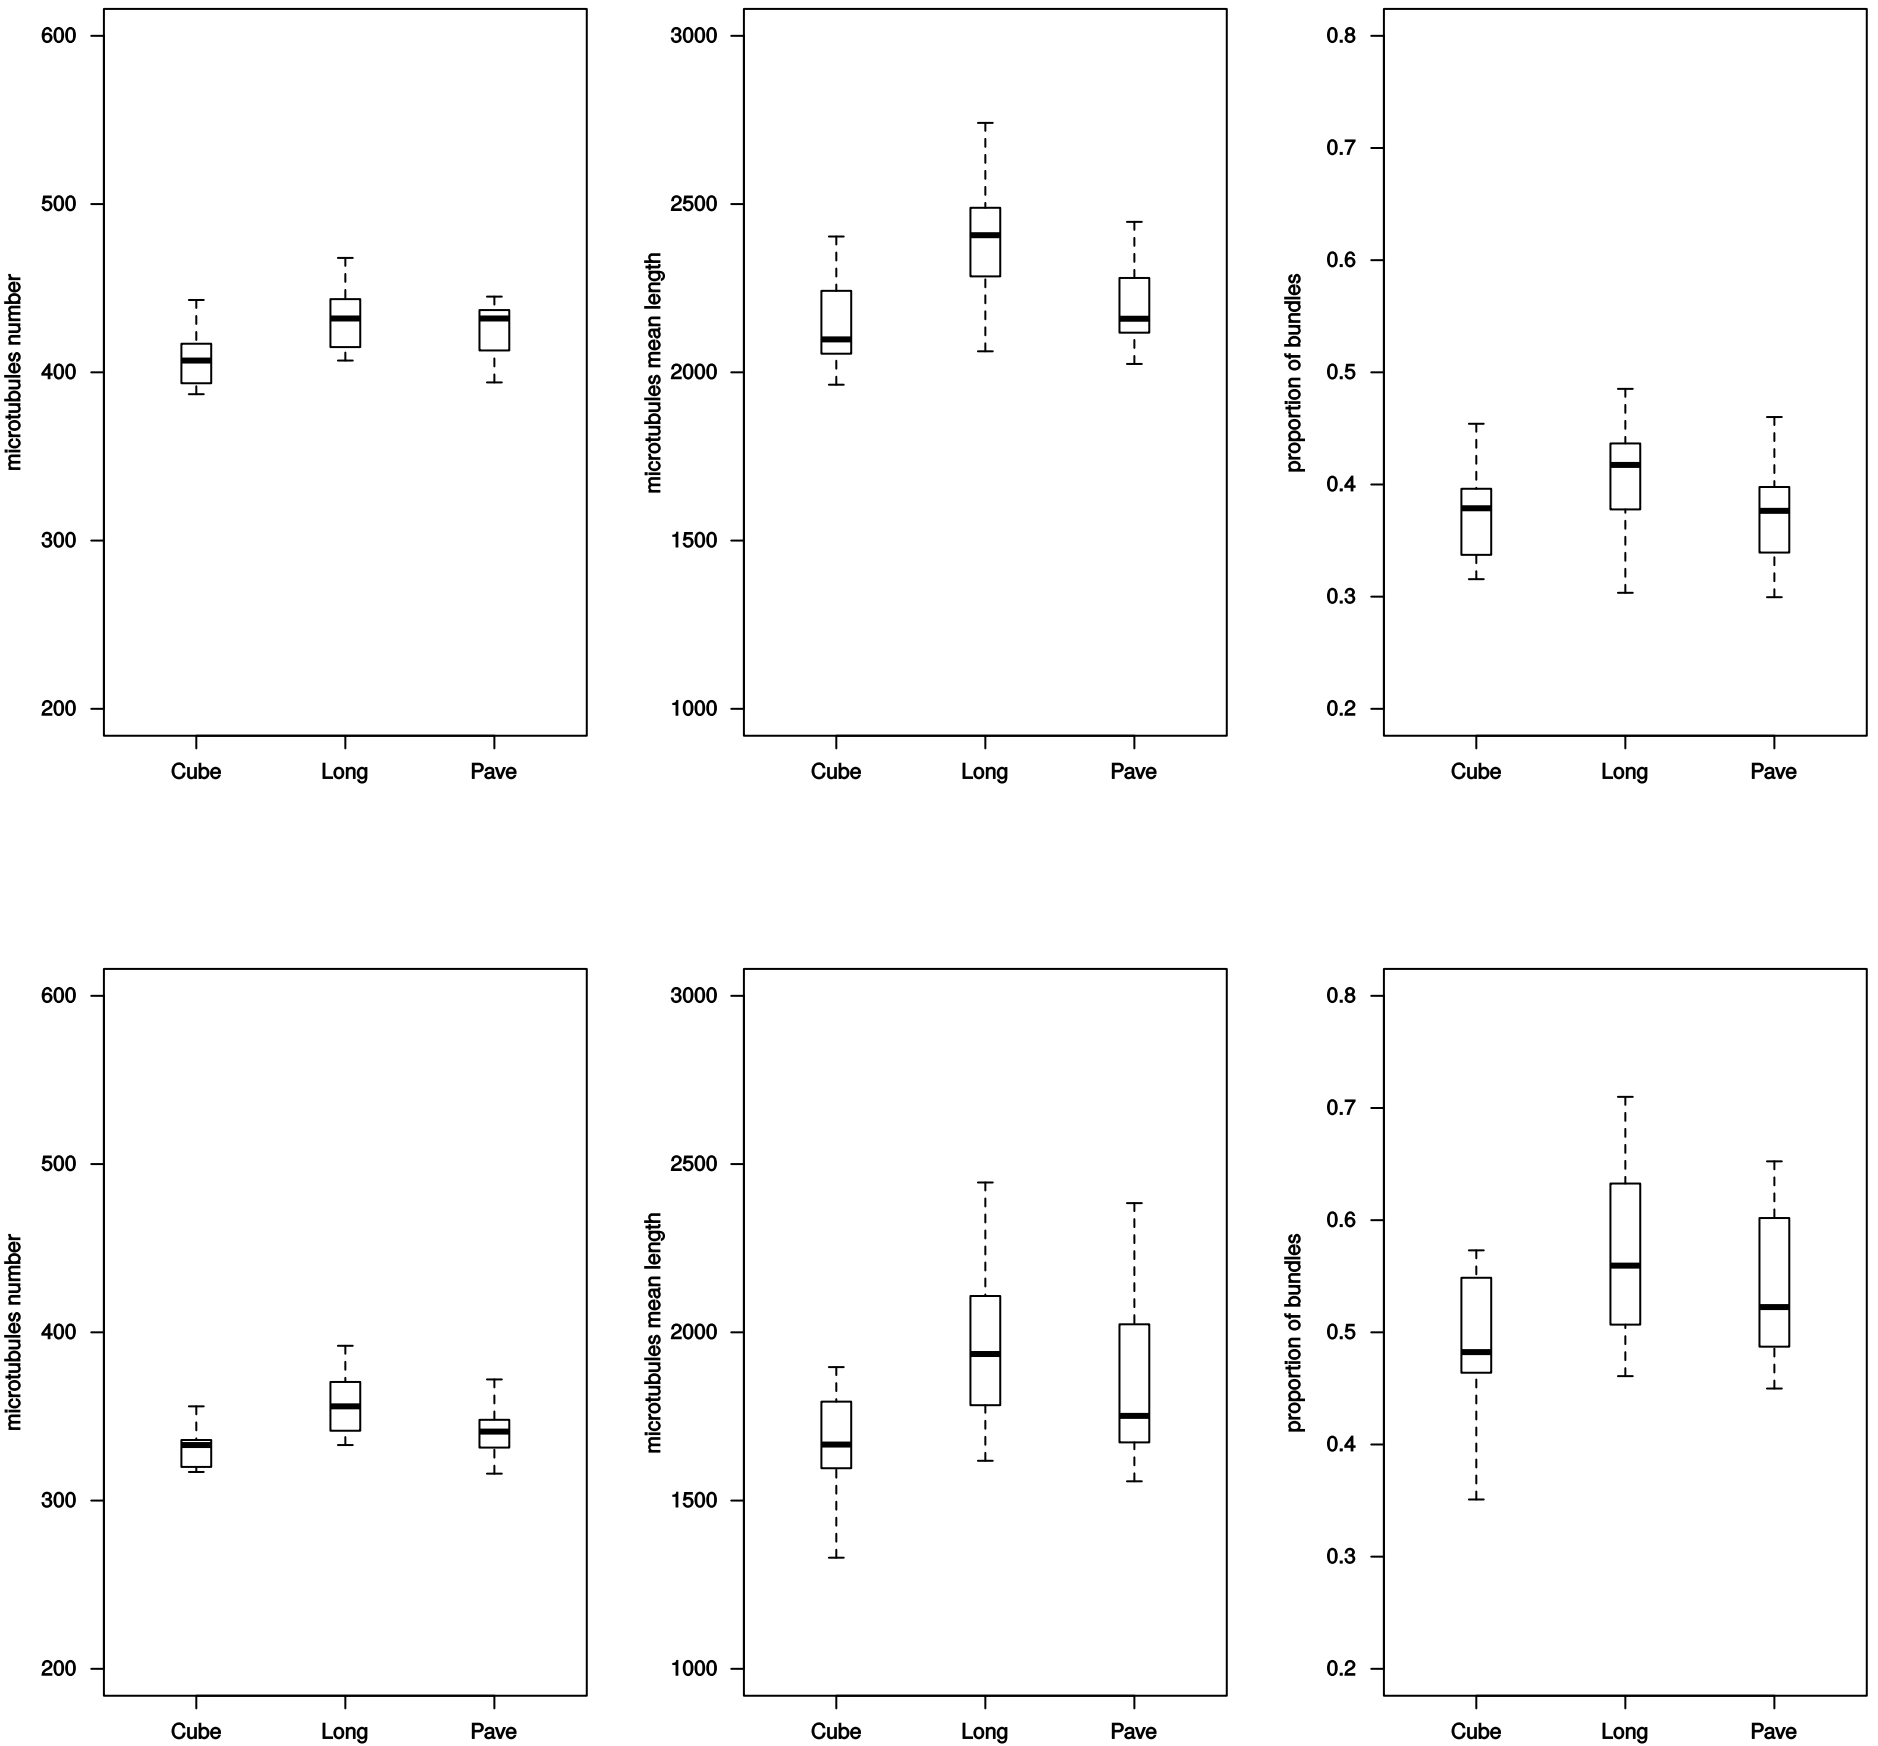 microtubules number
600
500
400
300
200
Cube Long Pave
microtubules mean length
3000
2500
2000
1500
1000
Cube Long Pave
proportion of bundles
0.8
0.7
0.6
0.5
0.4
0.3
0.2
Cube Long Pave
microtubules number
600
500
400
300
200
Cube Long Pave
microtubules mean length
3000
2500
2000
1500
1000
Cube Long Pave
proportion of bundles
0.8
0.7
0.6
0.5
0.4
0.3
0.2
Cube Long Pave